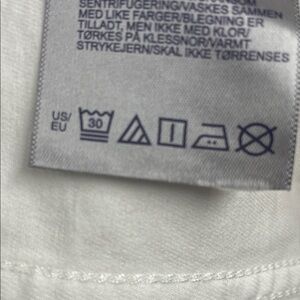 SENTRIFUGERING/VASKES SAMMEN
MED LIKE FARGER/BLEGNING ER
TILLADT, MEN IKKE MED KLOR/
TØRKES PÅ KLESSNOR/VARMT
STRYKEJERN/SKAL IKKE TØRRENSES
US/
EU
30